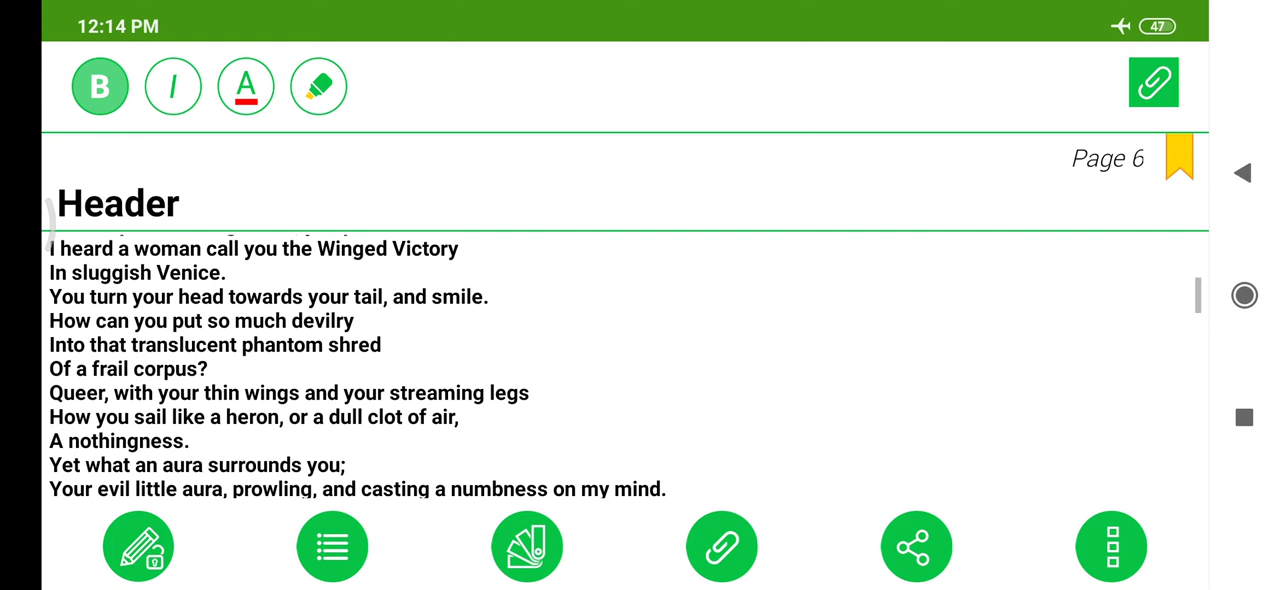 12:14 PM
47
B
I
A
Page 6
Header
I heard a woman call you the Winged Victory
In sluggish Venice.
You turn your head towards your tail, and smile.
How can you put so much devilry
Into that translucent phantom shred
Of a frail corpus?
Queer, with your thin wings and your streaming legs
How you sail like a heron, or a dull clot of air,
A nothingness.
Yet what an aura surrounds you;
Your evil little aura, prowling, and casting a numbness on my mind.